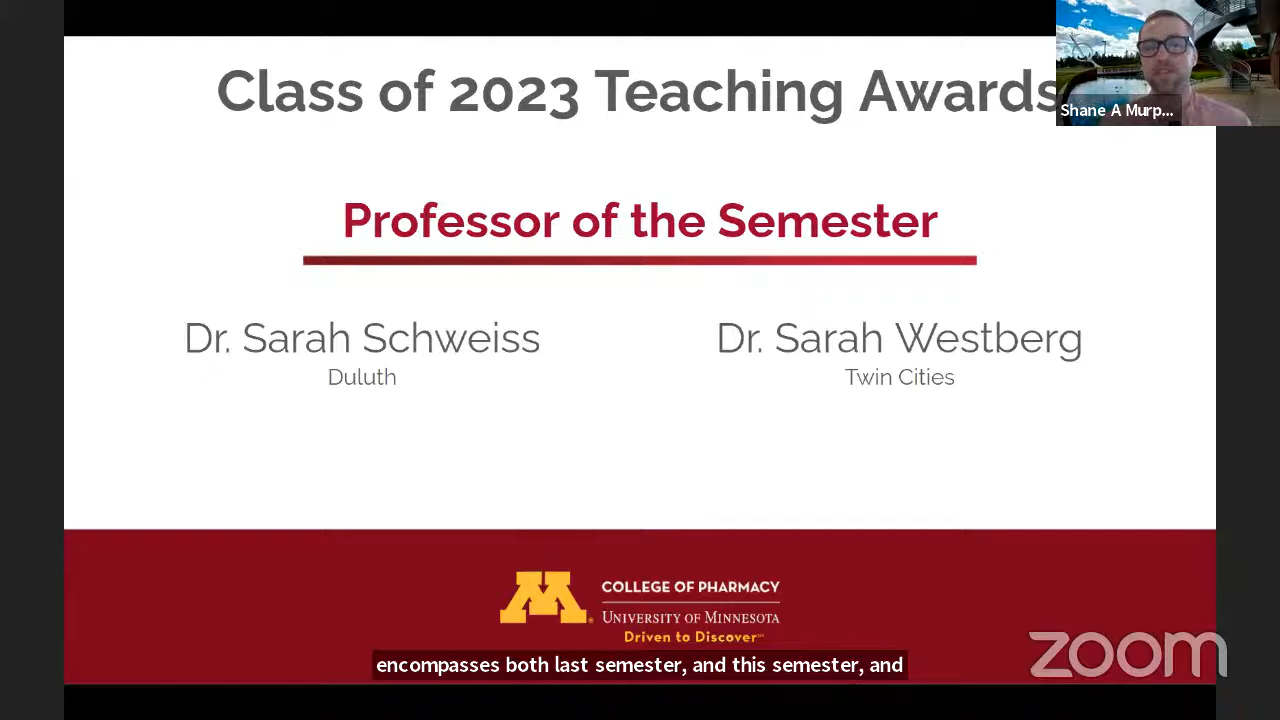 Class of 2023 Teaching Awards
Shane A Murp...
Professor of the Semester
Dr. Sarah Schweiss
Duluth
Dr. Sarah Westberg
Twin Cities
M
COLLEGE OF PHARMACY
UNIVERSITY OF MINNESOTA
Driven to Discover℠
encompasses both last semester, and this semester, and
zoom